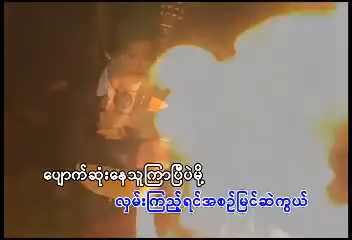 ပျောက်ဆုံးနေသူကြာပြီပဲမို့
လှမ်းကြည့်ရင်အစဉ်မြင်ဆဲကွယ်